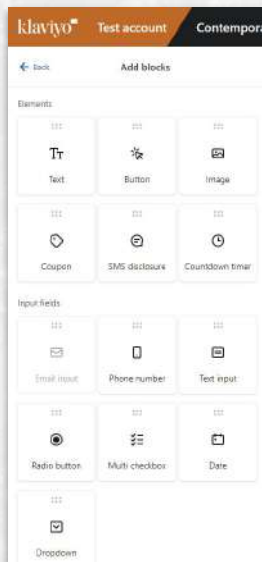 klaviyo Test account Contempora
Back Add blocks
Elements
Text Button Image
Coupon SMS disclosure Countdown timer
Input fields
Email input Phone number Text input
Radio button Multi checkbox Date
Dropdown